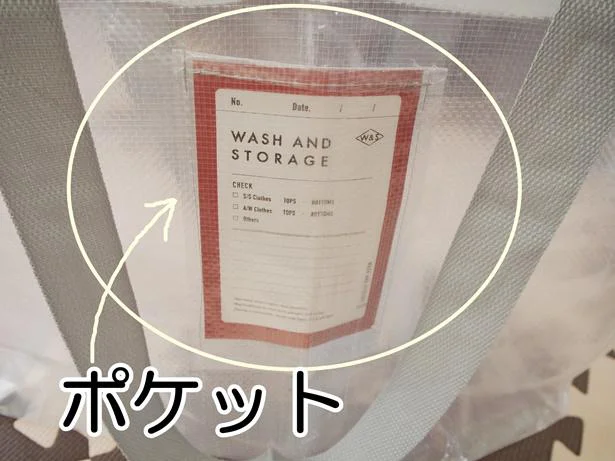 No. Date. / /
WASH AND
STORAGE
W&S
CHECK
□ S/S Clothes TOPS · BOTTOMS
□ A/W Clothes TOPS · BOTTOMS
□ Others
ポケット